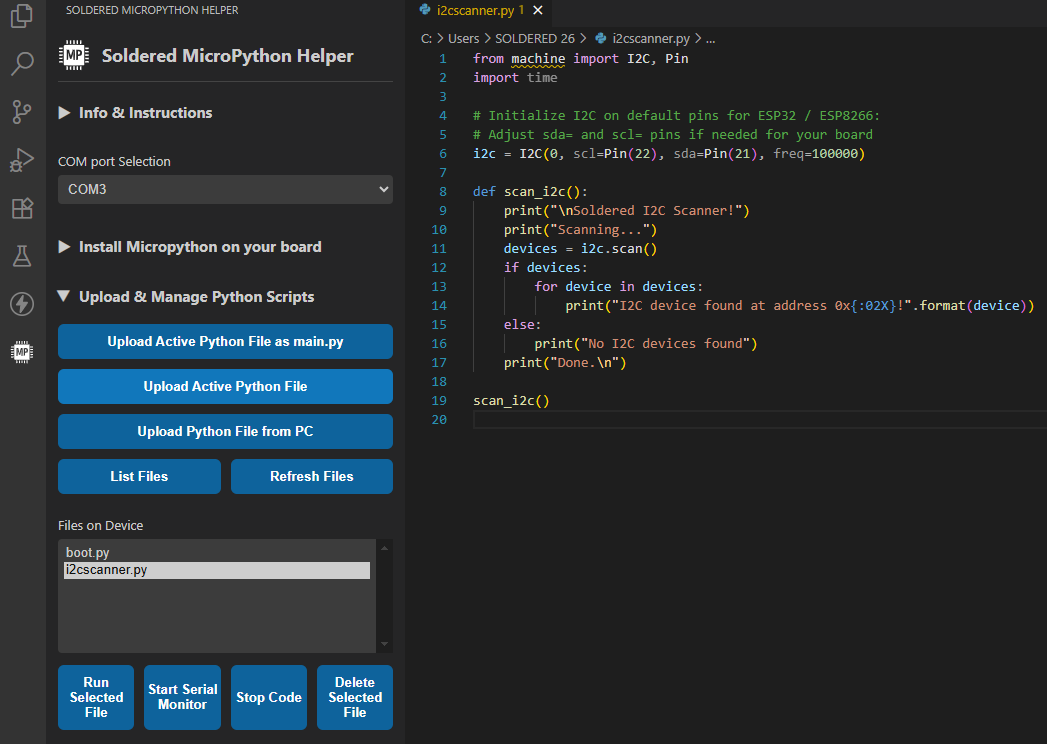 SOLDERED MICROPYTHON HELPER
MP Soldered MicroPython Helper
▶ Info & Instructions
COM port Selection
COM3
▶ Install Micropython on your board
▼ Upload & Manage Python Scripts
Upload Active Python File as main.py
Upload Active Python File
Upload Python File from PC
List Files
Refresh Files
Files on Device
boot.py
i2cscanner.py
Run
Selected
File
Start Serial
Monitor
Stop Code
Delete
Selected
File
MP
i2cscanner.py 1
C: > Users > SOLDERED 26 > i2cscanner.py > ...
1 from machine import I2C, Pin
2 import time
3
4 # Initialize I2C on default pins for ESP32 / ESP8266:
5 # Adjust sda= and scl= pins if needed for your board
6 i2c = I2C(0, scl=Pin(22), sda=Pin(21), freq=100000)
7
8 def scan_i2c():
9     print("\nSoldered I2C Scanner!")
10     print("Scanning...")
11     devices = i2c.scan()
12     if devices:
13         for device in devices:
14             print("I2C device found at address 0x{:02X}!".format(device))
15     else:
16         print("No I2C devices found")
17     print("Done.\n")
18
19 scan_i2c()
20